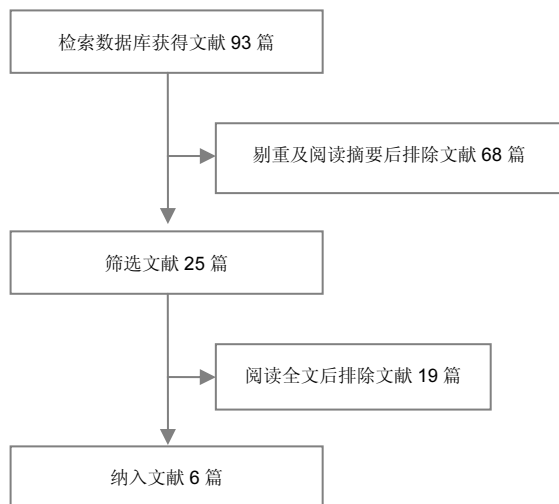 检索数据库获得文献 93 篇
剔重及阅读摘要后排除文献 68 篇
筛选文献 25 篇
阅读全文后排除文献 19 篇
纳入文献 6 篇